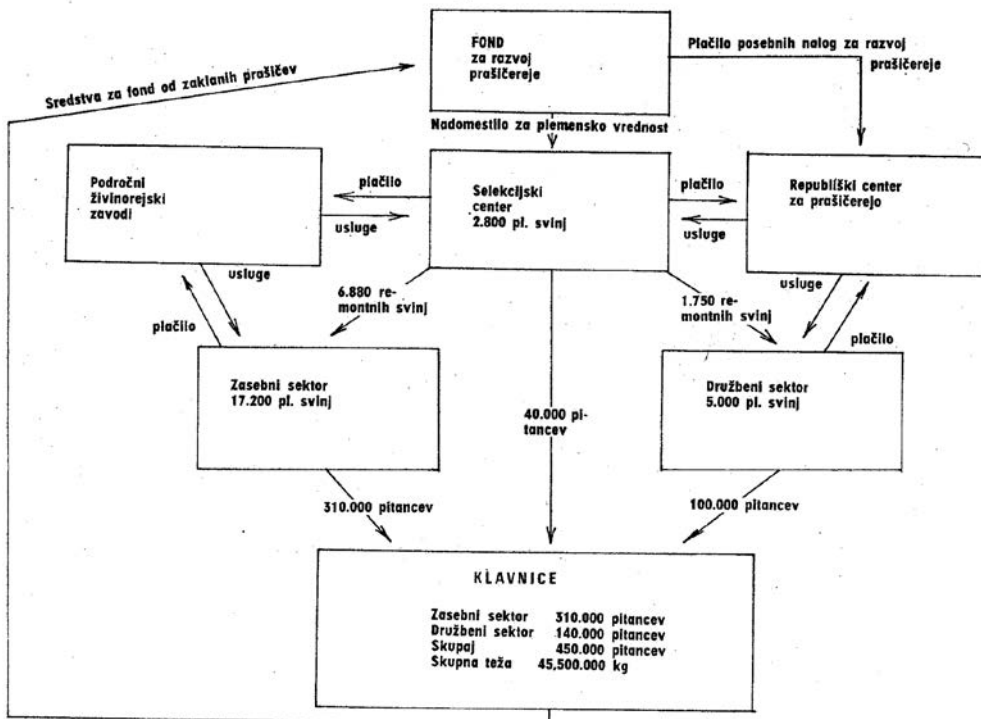 FOND
za razvoj
prašičereje
Plačilo posebnih nalog za razvoj
prašičereje
Sredstva za fond od zaklanih prašičev
Nadomestilo za plemensko vrednost
Področni
živinorejski
zavodi
plačilo
usluge
Selekcijski
center
2.800 pl. svinj
plačilo
usluge
Republiški center
za prašičerejo
usluge
plačilo
6.880 re-
montnih svinj
1.750 re-
montnih svinj
usluge
plačilo
Zasebni sektor
17.200 pl. svinj
40.000 pi-
tancev
Družbeni sektor
5.000 pl. svinj
310.000 pitancev
100.000 pitancev
KLAVNICE
Zasebni sektor 310.000 pitancev
Družbeni sektor 140.000 pitancev
Skupaj 450.000 pitancev
Skupna teža 45,500.000 kg